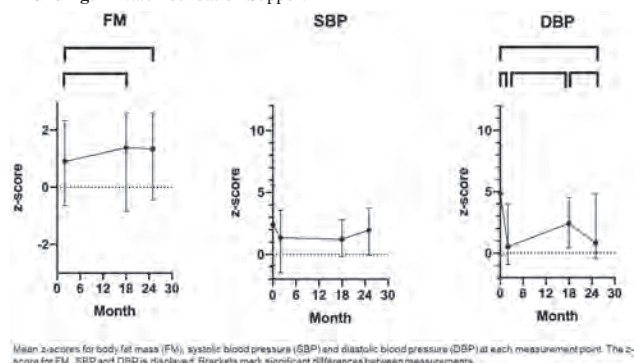 FM SBP DBP
2
0
-2
z-score
0 6 12 18 24 30
Month
10
5
0
z-score
0 6 12 18 24 30
Month
10
5
0
z-score
0 6 12 18 24 30
Month
Mean z-scores for body fat mass (FM), systolic blood pressure (SBP) and diastolic blood pressure (DBP) at each measurement point. The z-
score for FM, SBP and DBP is displayed. Brackets mark significant differences between measurements.